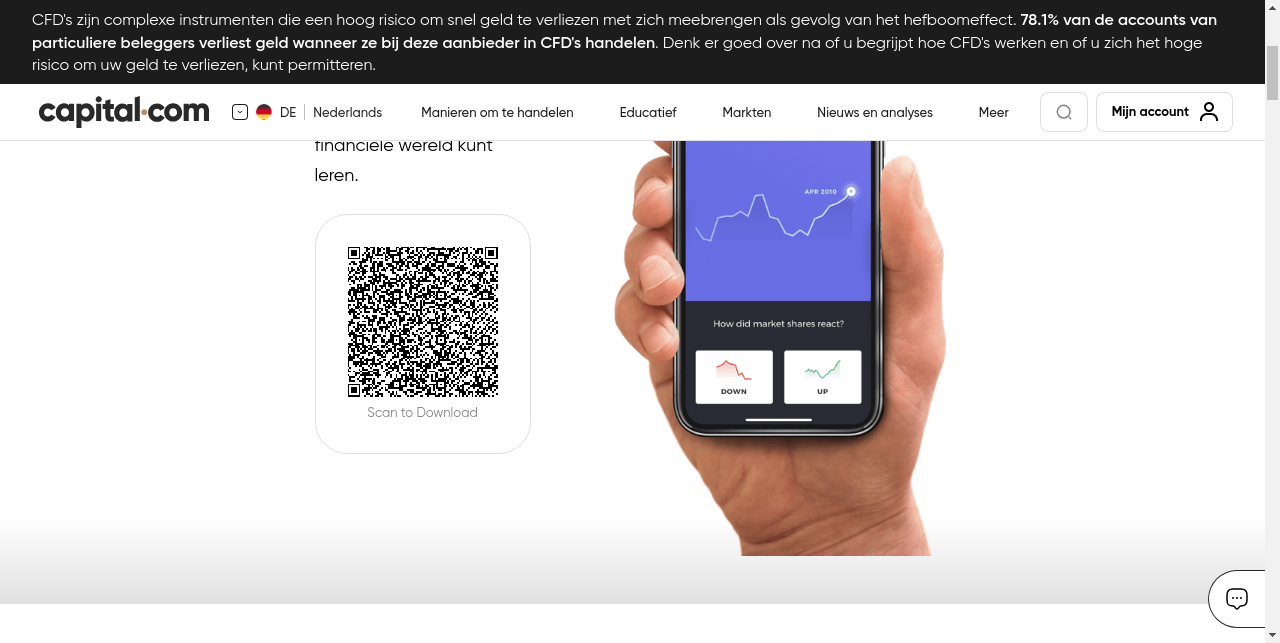 CFD's zijn complexe instrumenten die een hoog risico om snel geld te verliezen met zich meebrengen als gevolg van het hefboomeffect. 78.1% van de accounts van
particuliere beleggers verliest geld wanneer ze bij deze aanbieder in CFD's handelen. Denk er goed over na of u begrijpt hoe CFD's werken en of u zich het hoge
risico om uw geld te verliezen, kunt permitteren.
capital.com DE Nederlands Manieren om te handelen Educatief Markten Nieuws en analyses Meer Mijn account
financiële wereld kunt
leren.
APR 2010
How did market shares react?
DOWN UP
Scan to Download